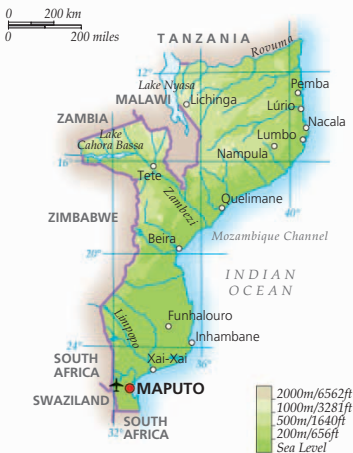 0 200 km
0 200 miles
TANZANIA
Rovuma
12°
Lake Nyasa
Pemba
MALAWI
Lichinga
Lúrio
ZAMBIA
Nacala
Lake
Cahora Bassa
Lumbo
Nampula
16°
Tete
Zambezi
Quelimane
40°
ZIMBABWE
Beira
Mozambique Channel
20°
INDIAN
OCEAN
Limpopo
Funhalouro
Inhambane
24°
SOUTH
AFRICA
Xai-Xai
36°
MAPUTO
SWAZILAND
32°
SOUTH
AFRICA
2000m/6562ft
1000m/3281ft
500m/1640ft
200m/656ft
Sea Level